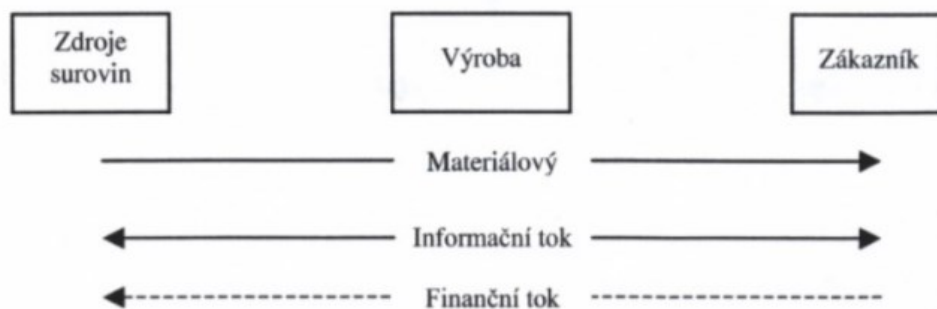 Zdroje
surovin
Výroba
Zákazník
Materiálový
Informační tok
Finanční tok